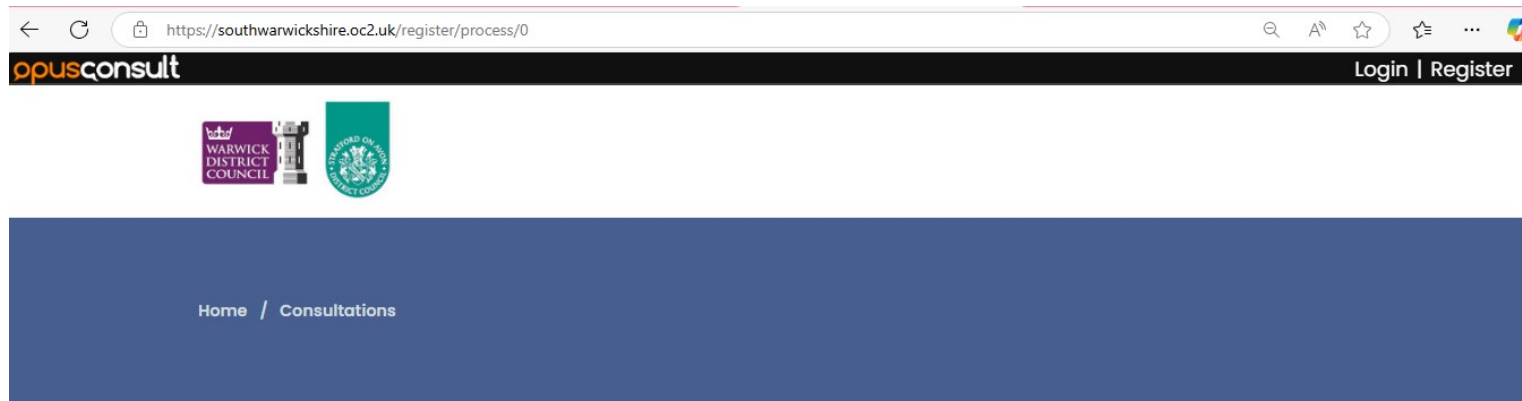 https://southwarwickshire.oc2.uk/register/process/0
opusconsult
Login | Register
WARWICK
DISTRICT
COUNCIL
STRATFORD ON AVON
DISTRICT COUNCIL
Home / Consultations